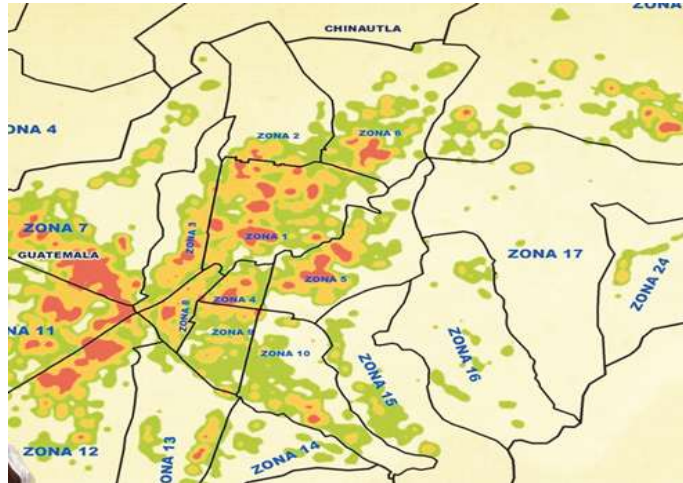 ZONA
CHINAUTLA
ONA 4
ZONA 2
ZONA 6
ZONA 7
ZONA 3
ZONA 1
GUATEMALA
ZONA 17
ZONA 5
ZONA 24
ZONA 4
ZONA 8
NA 11
ZONA 9
ZONA 10
ZONA 16
ZONA 15
ZONA 12
ZONA 13
ZONA 14